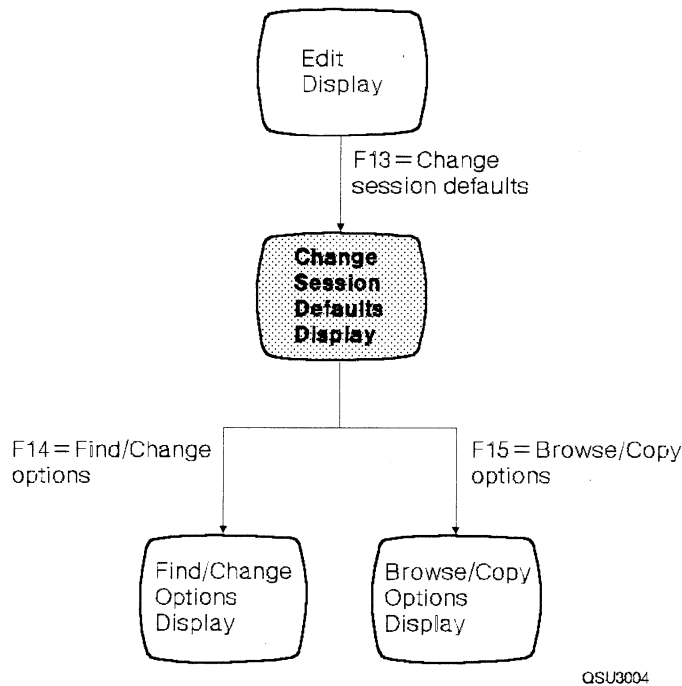 Edit
Display
F13=Change
session defaults
Change
Session
Defaults
Display
F14=Find/Change
options
F15=Browse/Copy
options
Find/Change
Options
Display
Browse/Copy
Options
Display
QSU3004